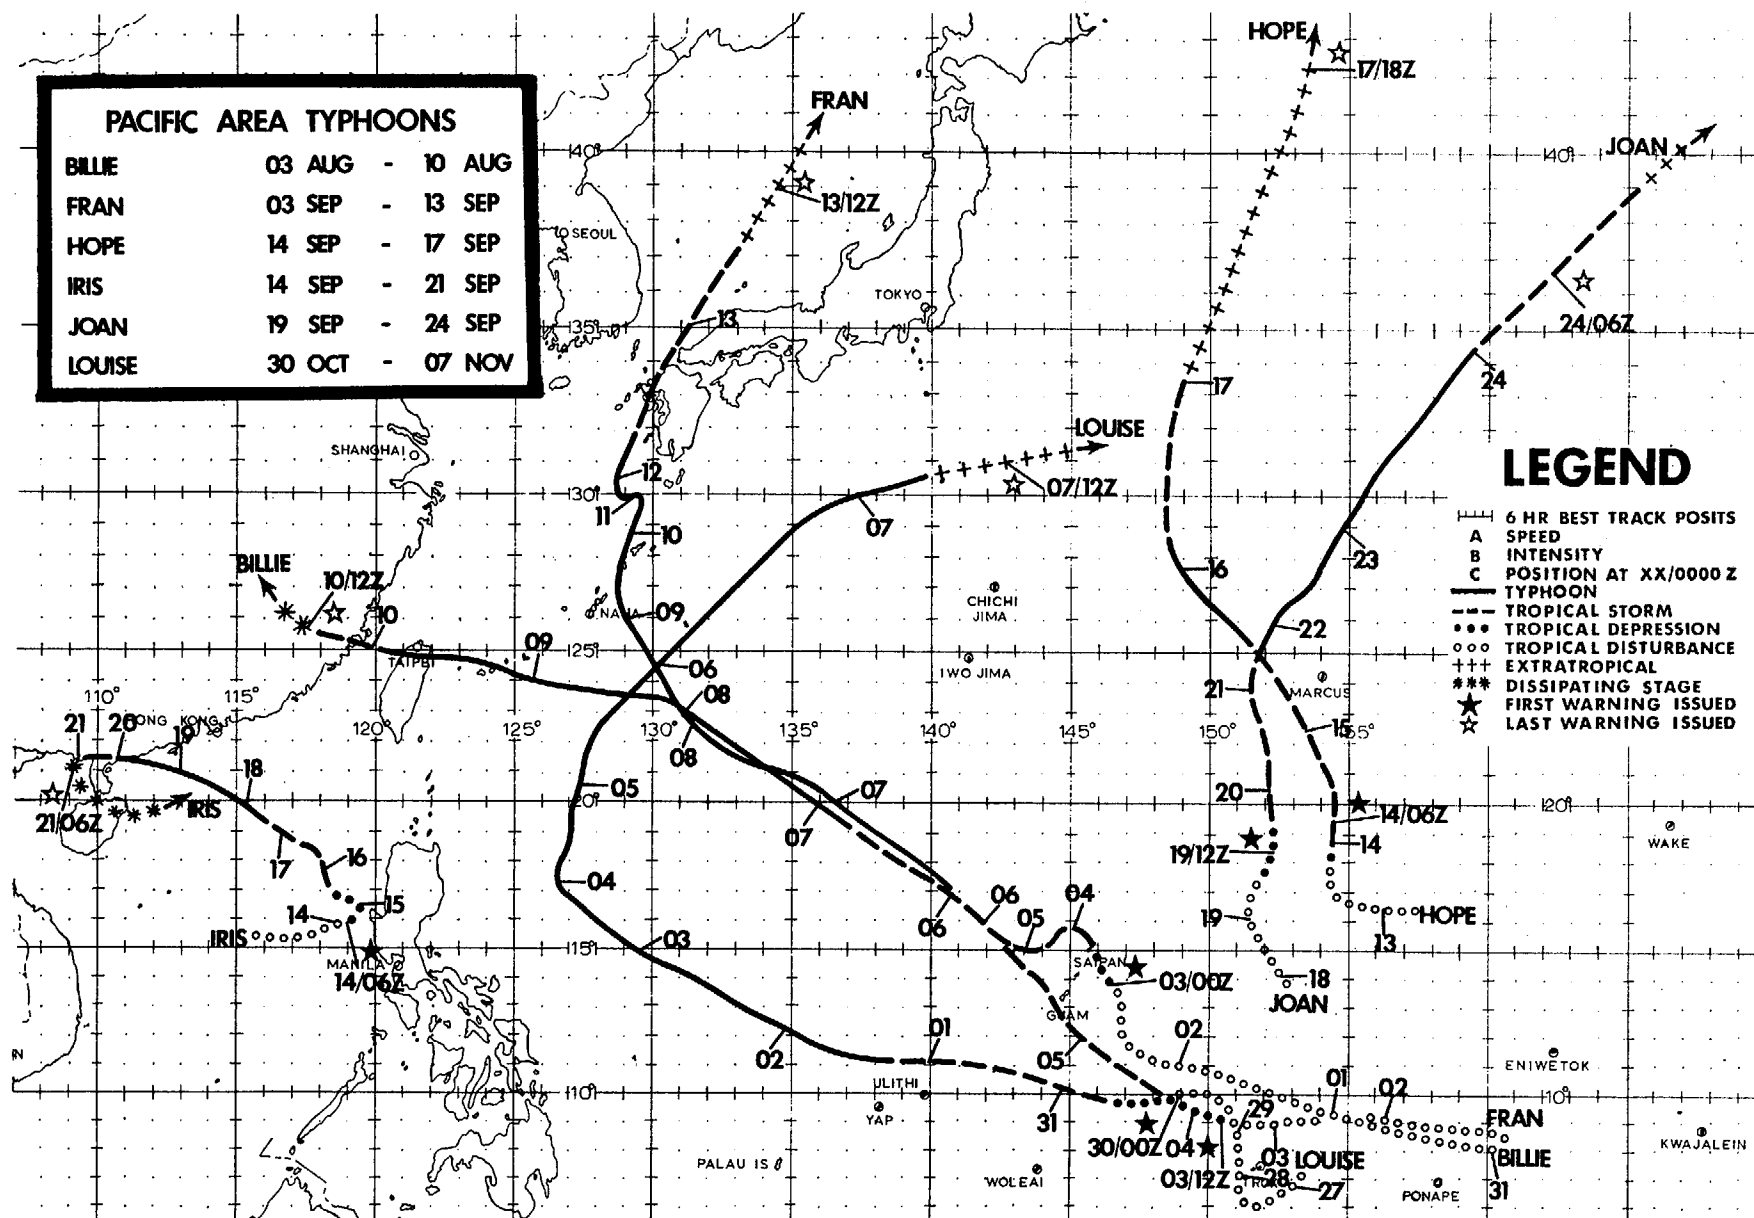 PACIFIC AREA TYPHOONS
BILLIE 03 AUG - 10 AUG
FRAN 03 SEP - 13 SEP
HOPE 14 SEP - 17 SEP
IRIS 14 SEP - 21 SEP
JOAN 19 SEP - 24 SEP
LOUISE 30 OCT - 07 NOV
HOPE
17/18Z
FRAN
JOAN
40°
40°
13/12Z
SEOUL
TOKYO
24/06Z
35°
13
17
24
LOUISE
SHANGHAI
12
07/12Z
30°
11
07
10
23
LEGEND
6 HR BEST TRACK POSITS
A SPEED
B INTENSITY
C POSITION AT XX/0000 Z
TYPHOON
TROPICAL STORM
TROPICAL DEPRESSION
TROPICAL DISTURBANCE
EXTRATROPICAL
DISSIPATING STAGE
FIRST WARNING ISSUED
LAST WARNING ISSUED
BILLIE
10/12Z
16
CHICHI
JIMA
10
NAHA
09
22
09
25°
TAIPEI
06
IWO JIMA
21
MARCUS
110°
115°
120°
125°
130°
135°
140°
145°
150°
155°
08
08
15
21
20
HONG KONG
19
18
05
07
20
20°
20°
14/06Z
IRIS
21/06Z
07
WAKE
19/12Z
14
17
16
04
06
04
15
14
06
05
19
HOPE
13
IRIS
15°
03
MANILA
14/06Z
SAIPAN
03/00Z
18
JOAN
GUAM
01
02
02
05
ENIWETOK
10°
ULITHI
YAP
31
01
02
10°
29
FRAN
30/00Z
04
KWAJALEIN
PALAU IS
WOLEAI
03
LOUISE
BILLIE
03/12Z
28
27
PONAPE
31